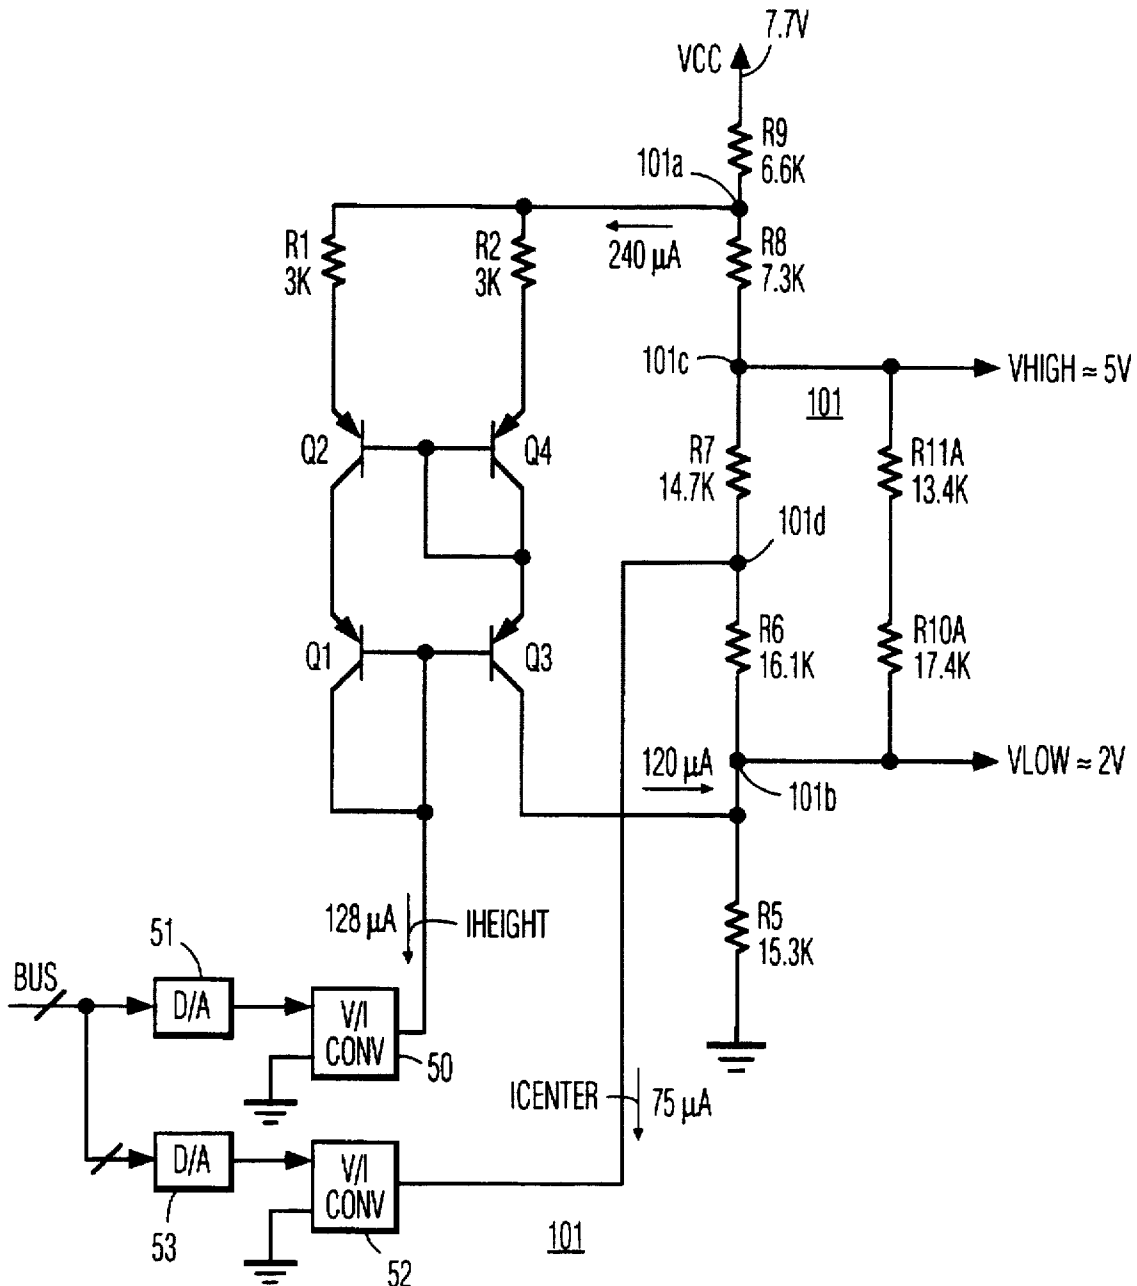 7.7V
VCC
R9
6.6K
101a
R1
3K
R2
3K
240 µA
R8
7.3K
101c
VHIGH ≈ 5V
101
Q2
Q4
R7
14.7K
R11A
13.4K
101d
Q1
Q3
R6
16.1K
R10A
17.4K
120 µA
VLOW ≈ 2V
101b
128 µA
IHEIGHT
R5
15.3K
51
BUS
D/A
V/I
CONV
50
ICENTER
75 µA
D/A
V/I
CONV
53
52
101